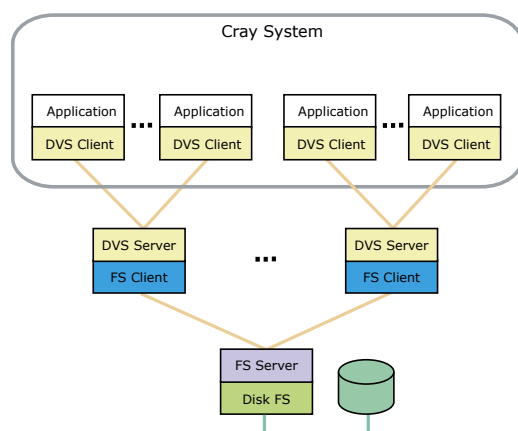 Cray System
Application
...
Application
Application
...
Application
DVS Client
DVS Client
DVS Client
DVS Client
DVS Server
...
DVS Server
FS Client
FS Client
FS Server
Disk FS